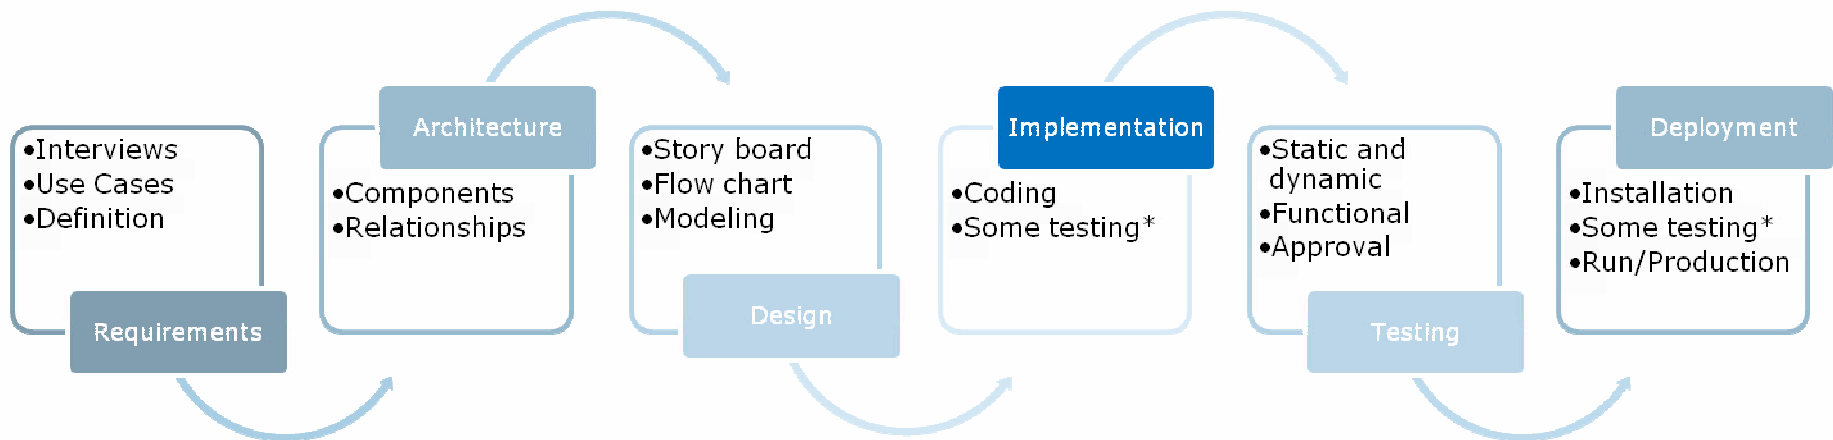 •Interviews
•Use Cases
•Definition
Requirements
Architecture
•Components
•Relationships
•Story board
•Flow chart
•Modeling
Design
Implementation
•Coding
•Some testing*
•Static and
dynamic
•Functional
•Approval
Testing
Deployment
•Installation
•Some testing*
•Run/Production